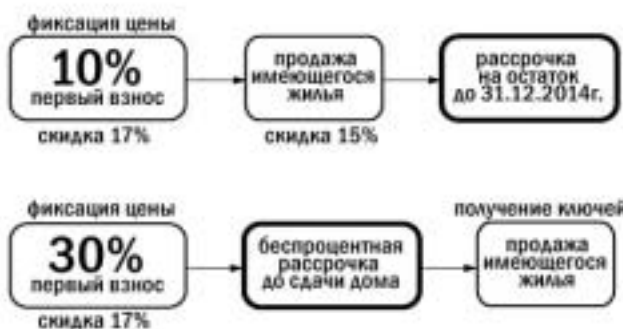 фиксация цены
10%
первый взнос
скидка 17%
продажа
имеющегося
жилья
скидка 15%
рассрочка
на остаток
до 31.12.2014г.
фиксация цены
30%
первый взнос
скидка 17%
беспроцентная
рассрочка
до сдачи дома
получение ключей
продажа
имеющегося
жилья